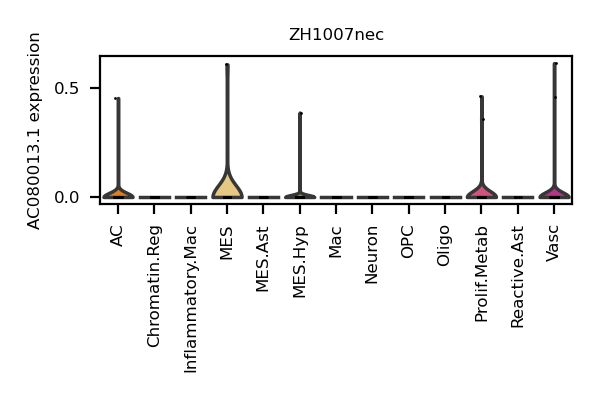 ZH1007nec
AC080013.1 expression
0.5
0.0
AC
Chromatin.Reg
Inflammatory.Mac
MES
MES.Ast
MES.Hyp
Mac
Neuron
OPC
Oligo
Prolif.Metab
Reactive.Ast
Vasc